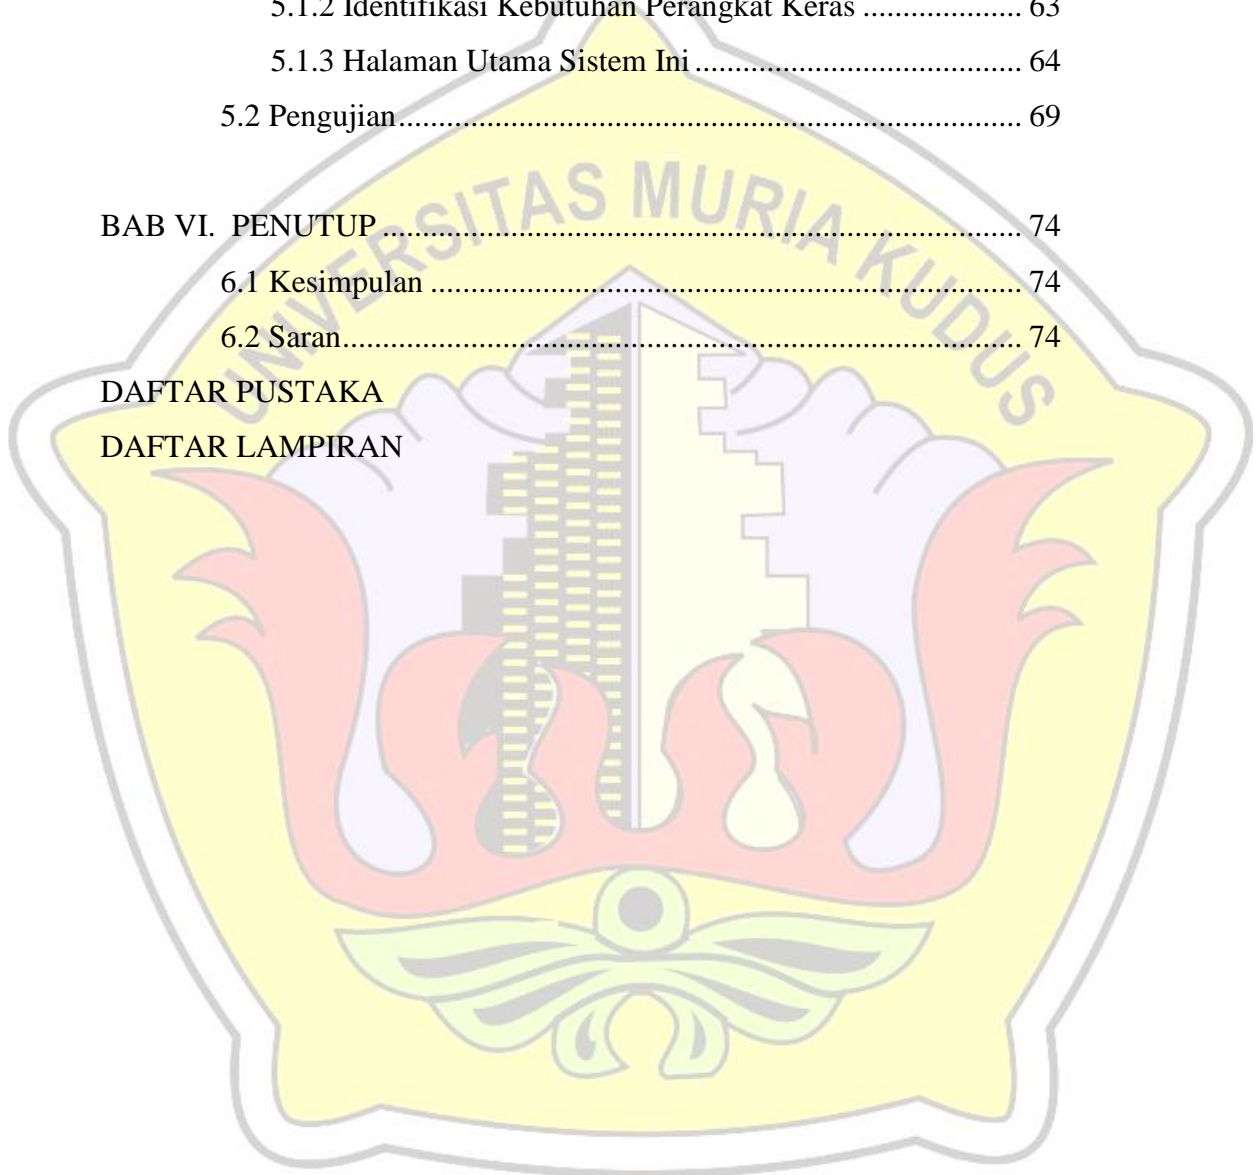 5.1.2 Identifikasi Kebutuhan Perangkat Keras .................... 63
5.1.3 Halaman Utama Sistem Ini ......................................... 64
5.2 Pengujian.............................................................................. 69
UNIVERSITAS MURIA KUDUS
BAB VI. PENUTUP ................................................................................ 74
6.1 Kesimpulan .......................................................................... 74
6.2 Saran..................................................................................... 74
DAFTAR PUSTAKA
DAFTAR LAMPIRAN